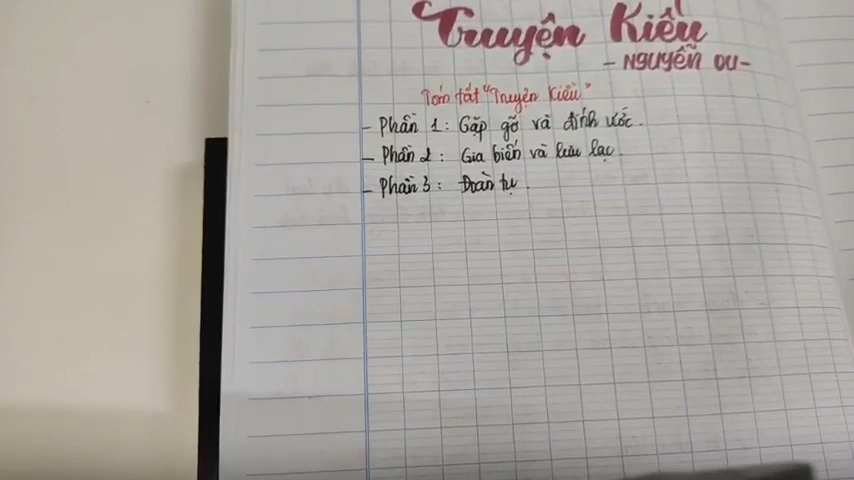 Truyện Kiều
- NGUYỄN DU -
Tóm tắt "Truyện Kiều"
- Phần 1: Gặp gỡ và đính ước.
- Phần 2: Gia biến và lưu lạc.
- Phần 3: Đoàn tụ.